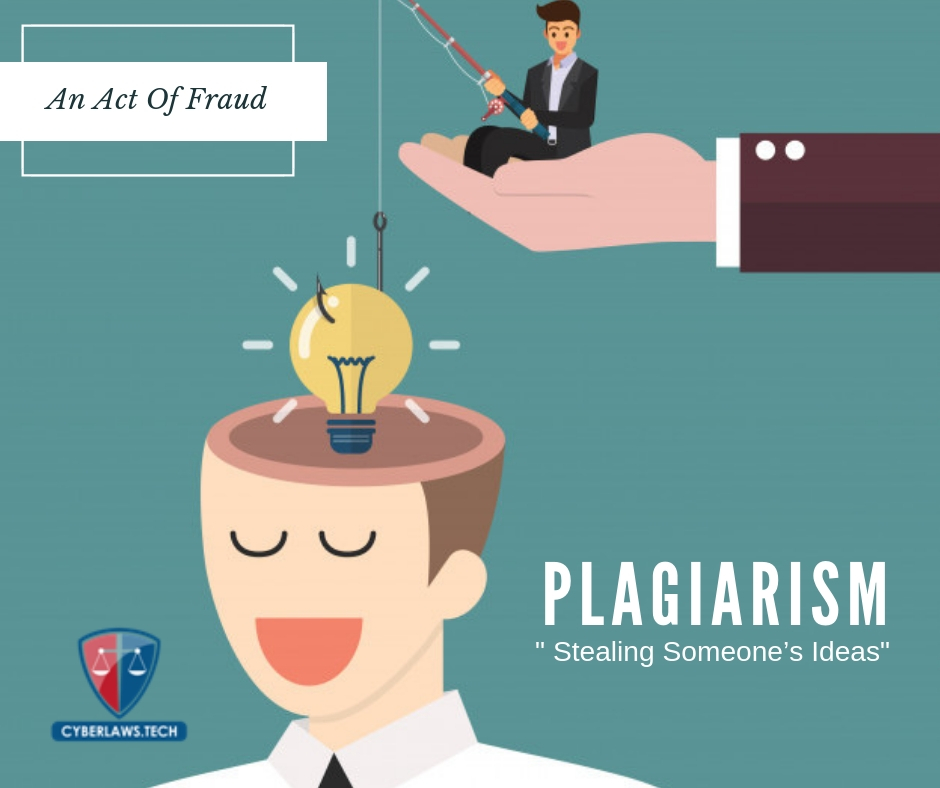 An Act Of Fraud
PLAGIARISM
" Stealing Someone’s Ideas"
CYBERLAWS.TECH